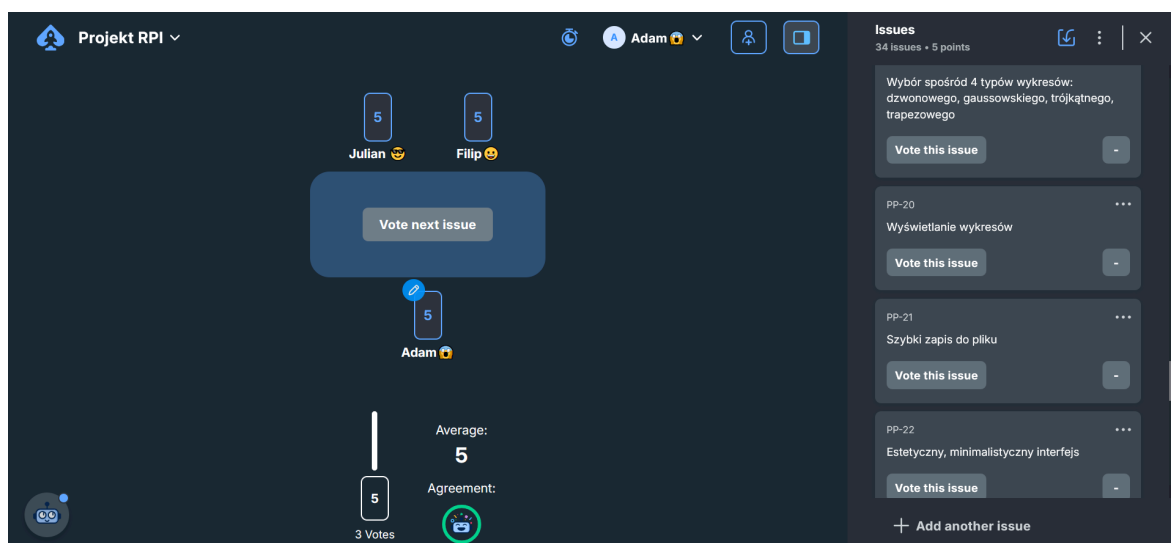 Projekt RPI
A Adam
5
5
Julian
Filip
Vote next issue
5
Adam
Average:
5
5
Agreement:
3 Votes
Issues
34 issues • 5 points
Wybór spośród 4 typów wykresów:
dzwonowego, gaussowskiego, trójkątnego,
trapezowego
Vote this issue
-
PP-20
Wyświetlanie wykresów
Vote this issue
-
PP-21
Szybki zapis do pliku
Vote this issue
-
PP-22
Estetyczny, minimalistyczny interfejs
Vote this issue
-
Add another issue